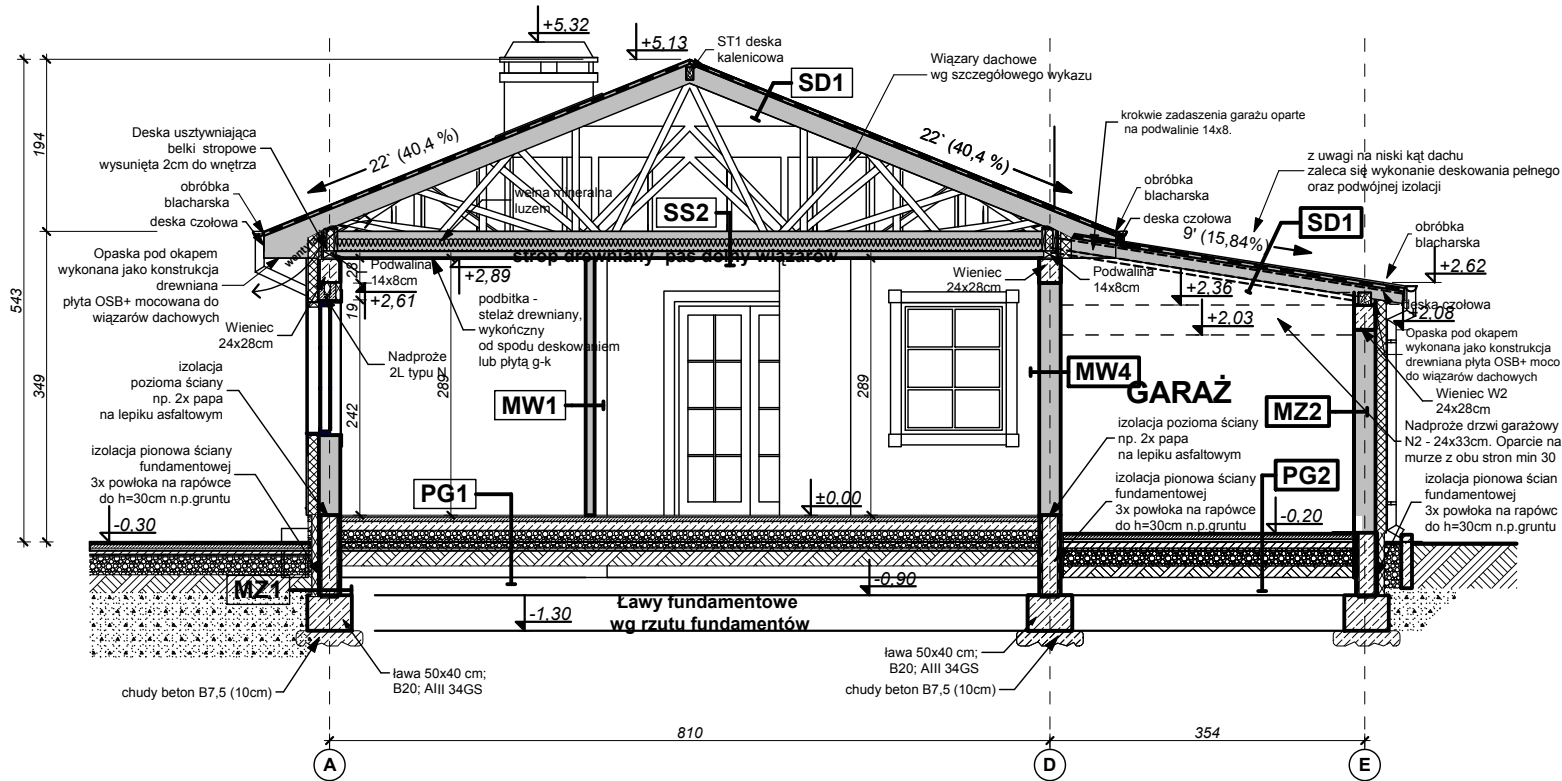 +5,32
+5,13
ST1 deska
kalenicowa
SD1
Wiązary dachowe
wg szczegółowego wykazu
krokwie zadaszenia garażu oparte
na podwalinie 14x8.
194
Deska usztywniająca
belki stropowe
wysunięta 2cm do wnętrza
22` (40,4 %)
22` (40,4 %)
z uwagi na niski kąt dachu
zaleca się wykonanie deskowania pełnego
oraz podwójnej izolacji
obróbka
blacharska
deska czołowa
wełna mineralna
luzem
SS2
obróbka
blacharska
deska czołowa
9' (15,84%)
SD1
obróbka
blacharska
Opaska pod okapem
wykonana jako konstrukcja
drewniana
płyta OSB+ mocowana do
wiązarów dachowych
strop drewniany pas dolny wiązarów
28
Podwalina
14x8cm
+2,89
Wieniec
24x28cm
Podwalina
14x8cm
+2,62
+2,61
19
+2,36
deska czołowa
+2,08
+2,03
podbitka -
stelaż drewniany,
wykończny
od spodu deskowaniem
lub płytą g-k
543
Wieniec
24x28cm
Nadproże
2L typu N
Opaska pod okapem
wykonana jako konstrukcja
drewniana płyta OSB+ moco
do wiązarów dachowych
izolacja
pozioma ściany
np. 2x papa
na lepiku asfaltowym
289
289
MW4
GARAŻ
Wieniec W2
24x28cm
349
242
MW1
MZ2
izolacja pozioma ściany
np. 2x papa
na lepiku asfaltowym
Nadproże drzwi garażowy
N2 - 24x33cm. Oparcie na
murze z obu stron min 30
izolacja pionowa ściany
fundamentowej
3x powłoka na rapówce
do h=30cm n.p.gruntu
PG1
izolacja pionowa ściany
fundamentowej
3x powłoka na rapówce
do h=30cm n.p.gruntu
PG2
izolacja pionowa ścian
fundamentowej
3x powłoka na rapówc
do h=30cm n.p.gruntu
±0,00
-0,30
-0,20
MZ1
-0,90
-1,30
Ławy fundamentowe
wg rzutu fundamentów
ława 50x40 cm;
B20; AIII 34GS
chudy beton B7,5 (10cm)
ława 50x40 cm;
B20; AIII 34GS
chudy beton B7,5 (10cm)
810
354
A
D
E